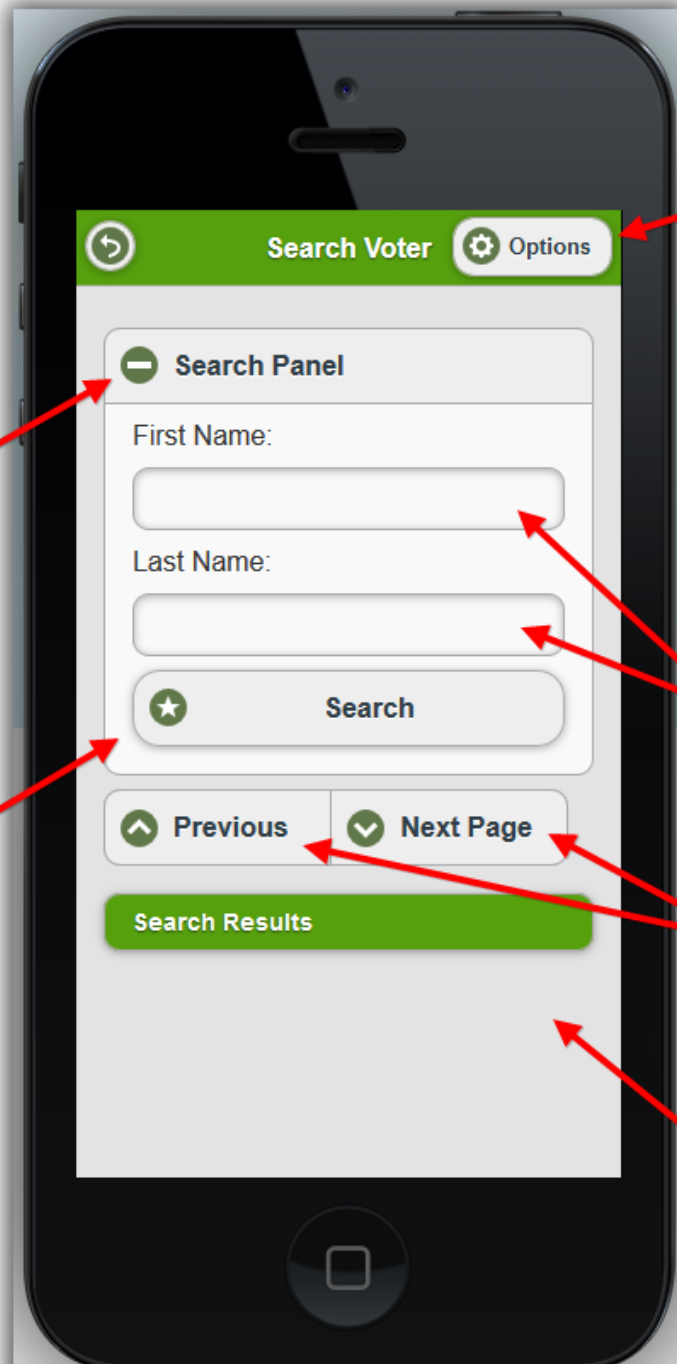 Search Voter Options
Search Panel
First Name:
Last Name:
Search
Previous Next Page
Search Results